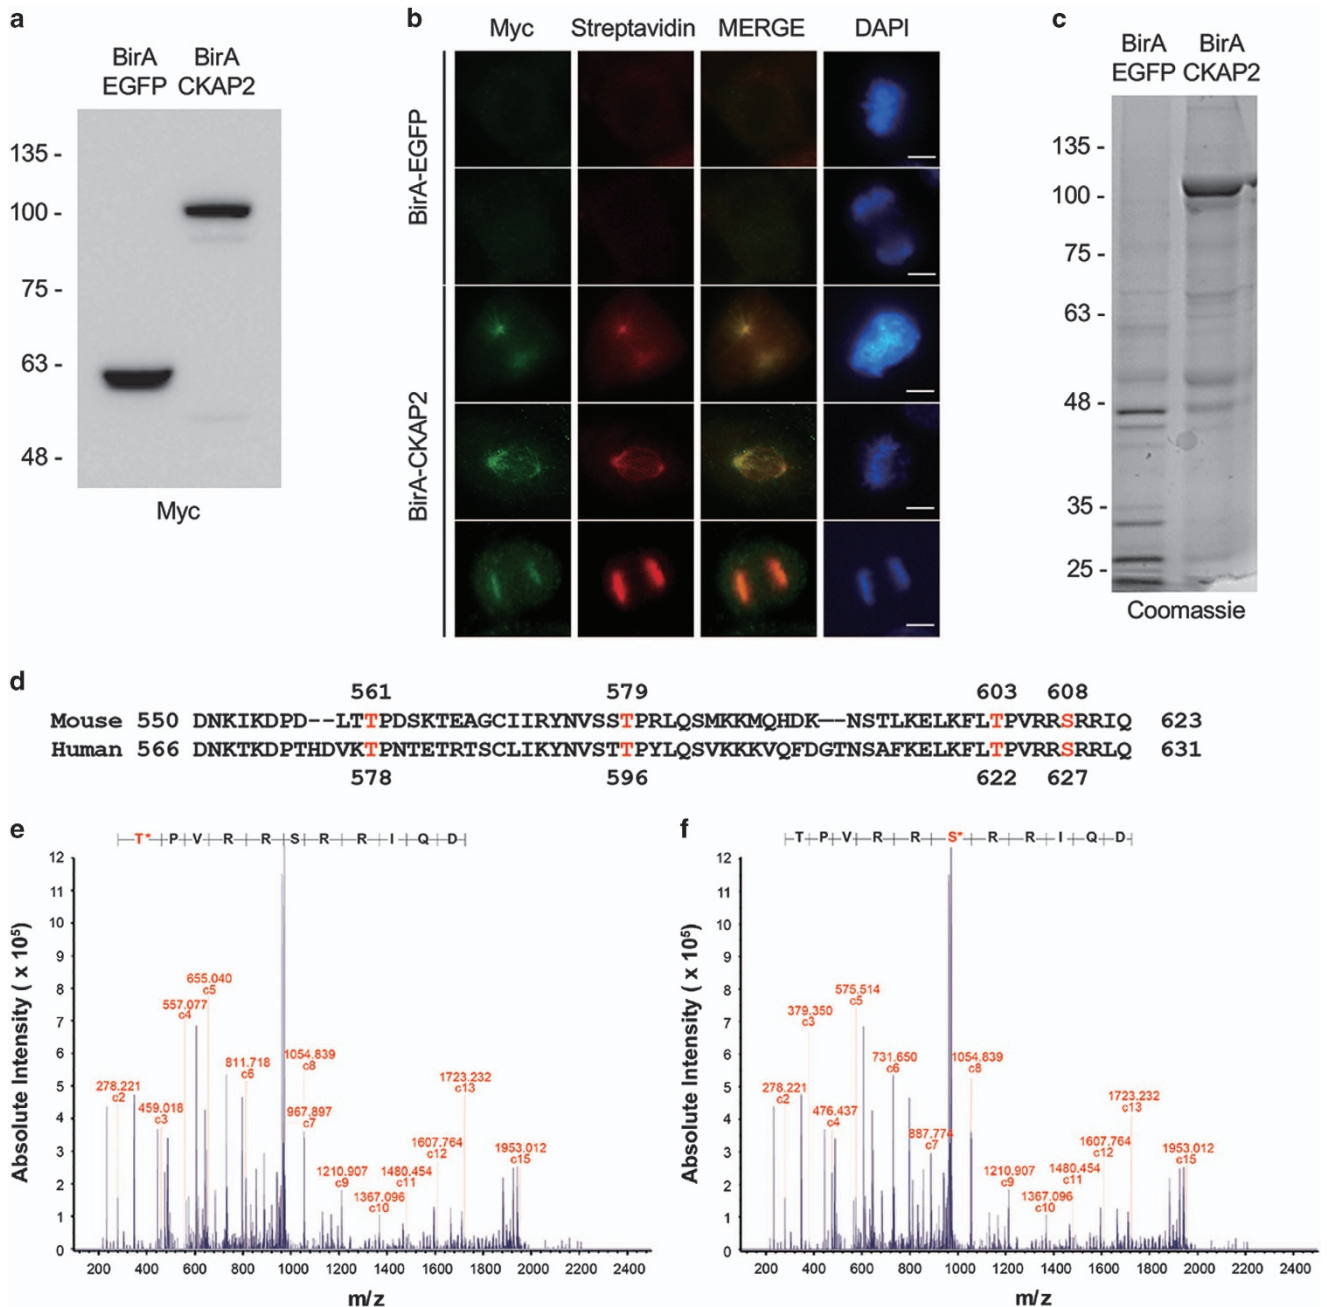 a
BirA BirA
EGFP CKAP2
135 -
100 -
75 -
63 -
48 -
Myc
b
Myc Streptavidin MERGE DAPI
BirA-EGFP
BirA-CKAP2
c
BirA BirA
EGFP CKAP2
135 -
100 -
75 -
63 -
48 -
35 -
25 -
Coomassie
d
561 579 603 608
Mouse 550 DNKIKDPD--LTTPDSKTEAGCIIRYNVSSTPRLQSMKKMQHDK--NSTLKELKFLTPVRRSRRIQ 623
Human 566 DNKTKDPTHDVKTPNTETRTSCLIKYNVSTTPYLQSVKKKVQFDGTNSAFKELKFLTPVRRSRRLQ 631
578 596 622 627
e
T* P V R R S R R I Q D
Absolute Intensity ( x 10⁵)
12
11
10
9
8
7
6
5
4
3
2
1
0
278.221
c2
459.018
c3
557.077
c4
655.040
c5
811.718
c6
967.897
c7
1054.839
c8
1210.907
c9
1367.096
c10
1480.454
c11
1607.764
c12
1723.232
c13
1953.012
c15
200 400 600 800 1000 1200 1400 1600 1800 2000 2200 2400
m/z
f
T P V R R S* R R I Q D
Absolute Intensity ( x 10⁵)
12
11
10
9
8
7
6
5
4
3
2
1
0
278.221
c2
379.350
c3
476.437
c4
575.514
c5
731.650
c6
887.774
c7
1054.839
c8
1210.907
c9
1367.096
c10
1480.454
c11
1607.764
c12
1723.232
c13
1953.012
c15
200 400 600 800 1000 1200 1400 1600 1800 2000 2200 2400
m/z